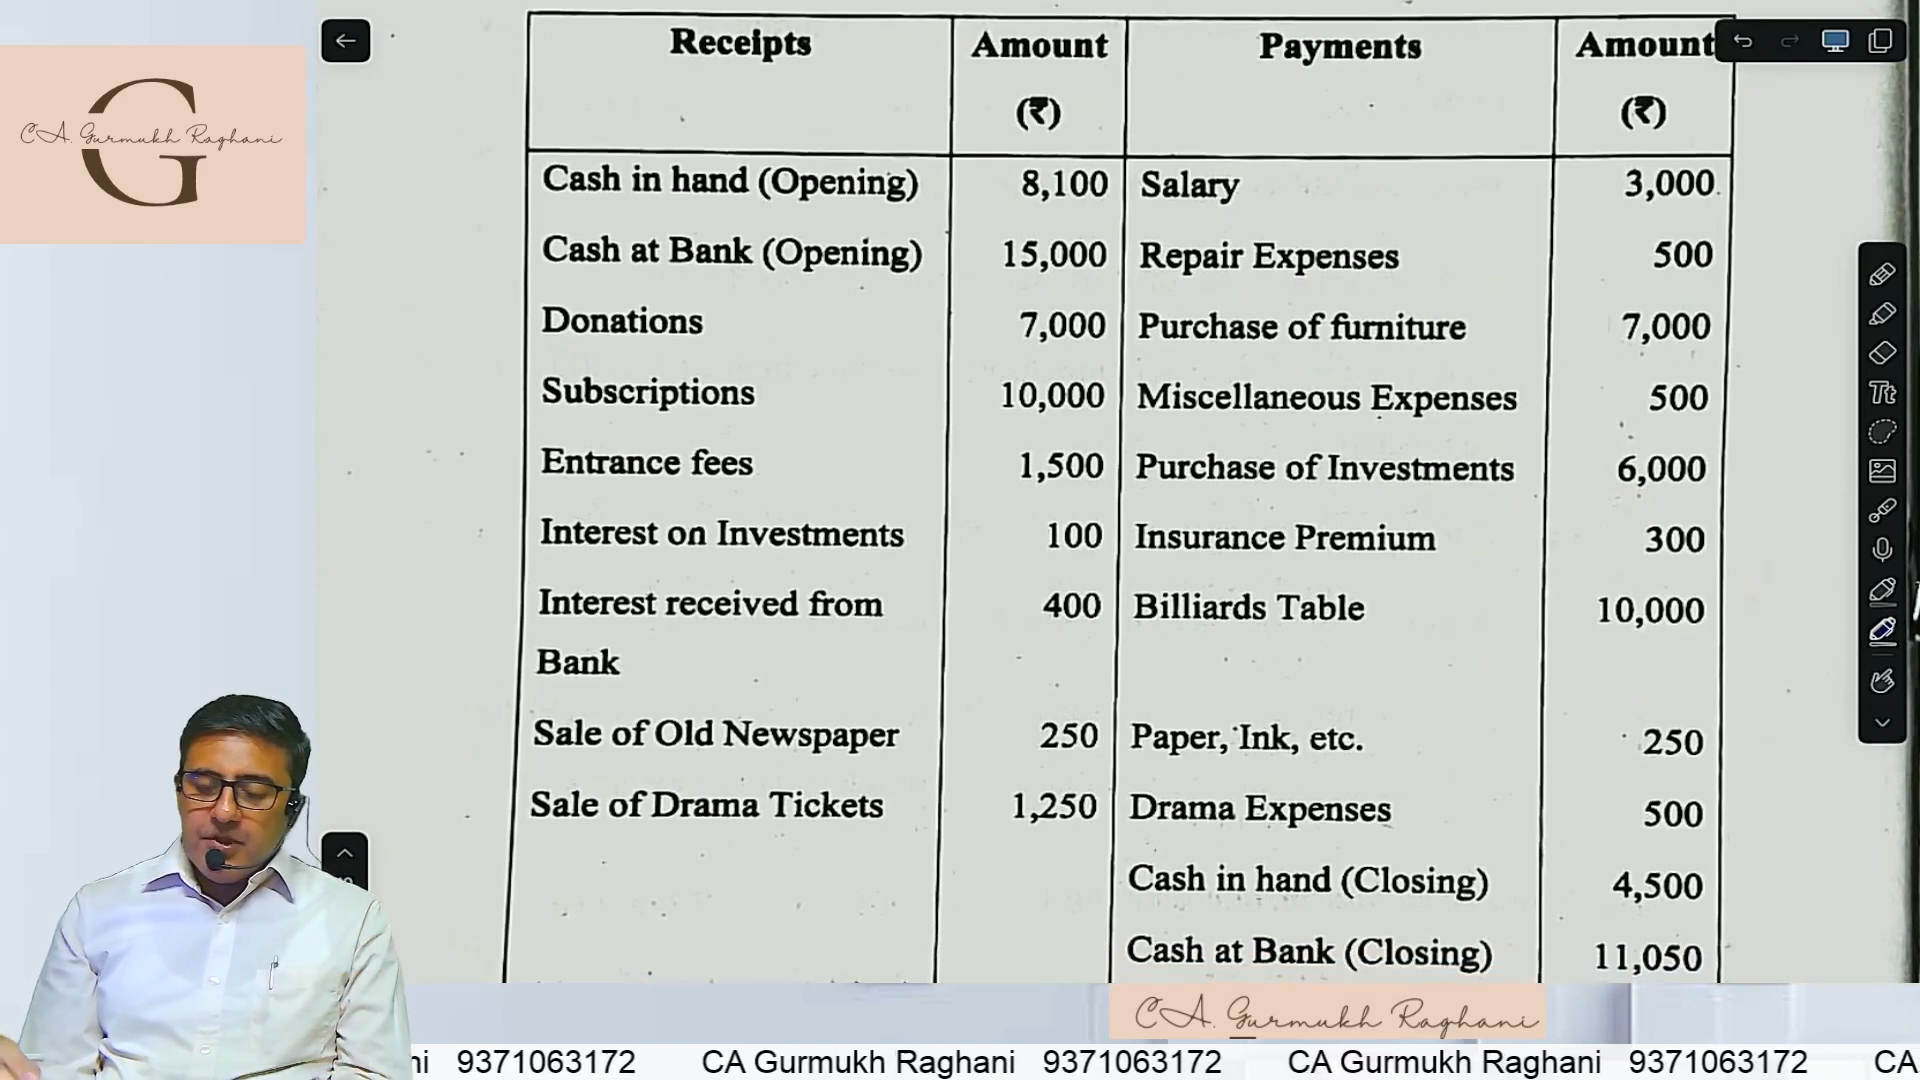 CA. Gurmukh Raghani
G
Receipts Amount (₹) Payments Amount (₹)
Cash in hand (Opening) 8,100 Salary 3,000
Cash at Bank (Opening) 15,000 Repair Expenses 500
Donations 7,000 Purchase of furniture 7,000
Subscriptions 10,000 Miscellaneous Expenses 500
Entrance fees 1,500 Purchase of Investments 6,000
Interest on Investments 100 Insurance Premium 300
Interest received from 400 Billiards Table 10,000
Bank
Sale of Old Newspaper 250 Paper, Ink, etc. 250
Sale of Drama Tickets 1,250 Drama Expenses 500
Cash in hand (Closing) 4,500
Cash at Bank (Closing) 11,050
Tt
CA. Gurmukh Raghani
ni 9371063172 CA Gurmukh Raghani 9371063172 CA Gurmukh Raghani 9371063172 CA